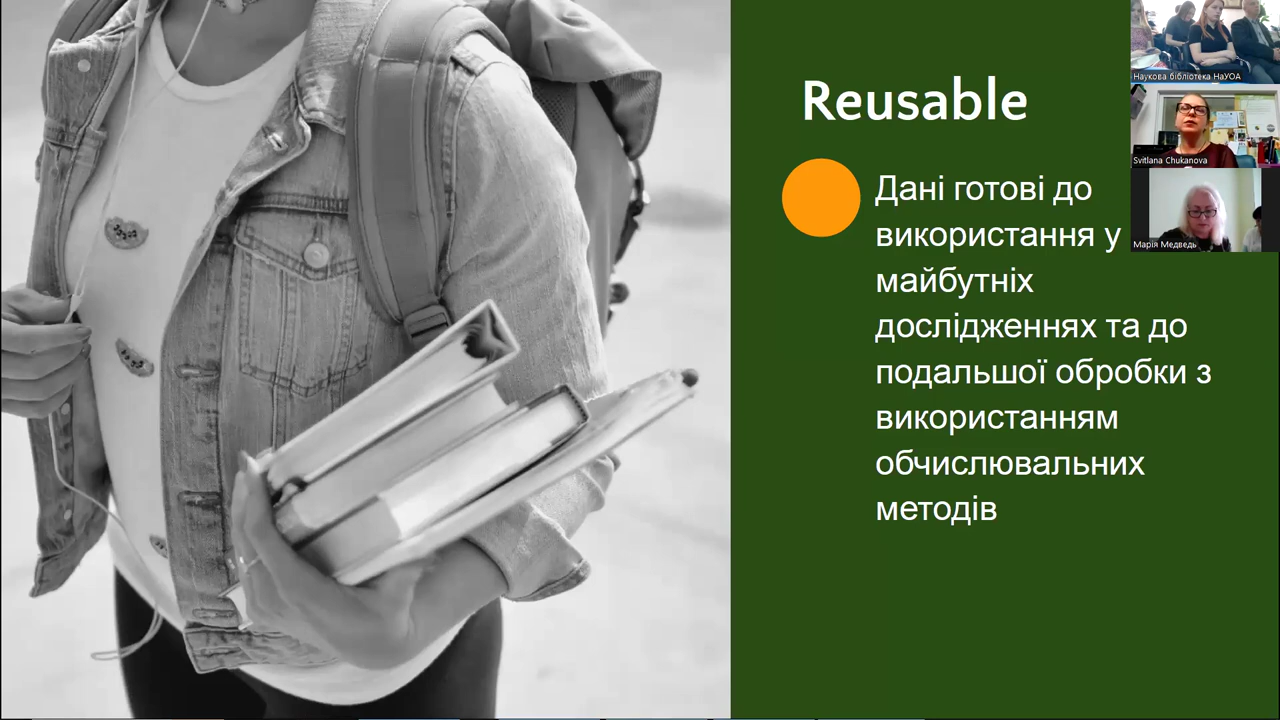 Reusable
Дані готові до
використання у
майбутніх
дослідженнях та до
подальшої обробки з
використанням
обчислювальних
методів
Наукова бібліотека НаУОА
Svitlana Chukanova
Марія Медведь